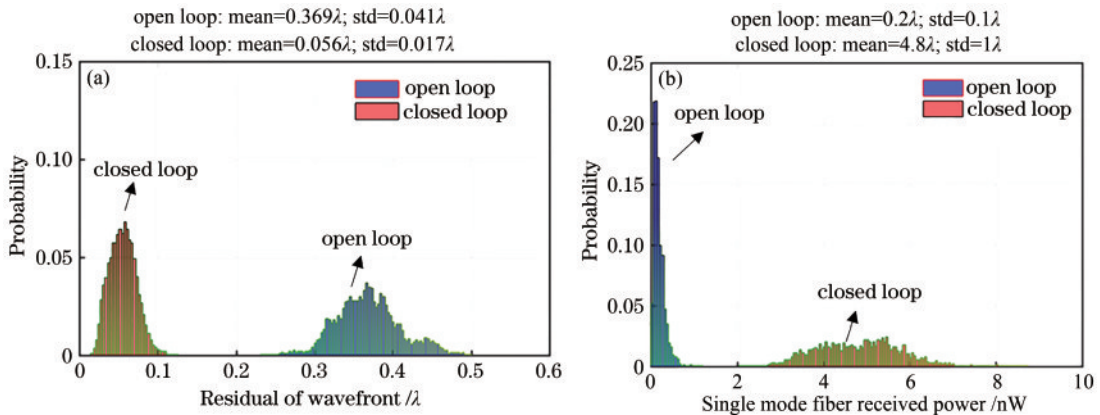 open loop: mean=0.369λ; std=0.041λ
closed loop: mean=0.056λ; std=0.017λ
0.15
(a)
open loop
closed loop
0.10
closed loop
Probability
open loop
0.05
0
0
0.1
0.2
0.3
0.4
0.5
0.6
Residual of wavefront /λ
open loop: mean=0.2λ; std=0.1λ
closed loop: mean=4.8λ; std=1λ
0.25
(b)
open loop
closed loop
0.20
open loop
0.15
Probability
0.10
closed loop
0.05
0
0
2
4
6
8
10
Single mode fiber received power /nW